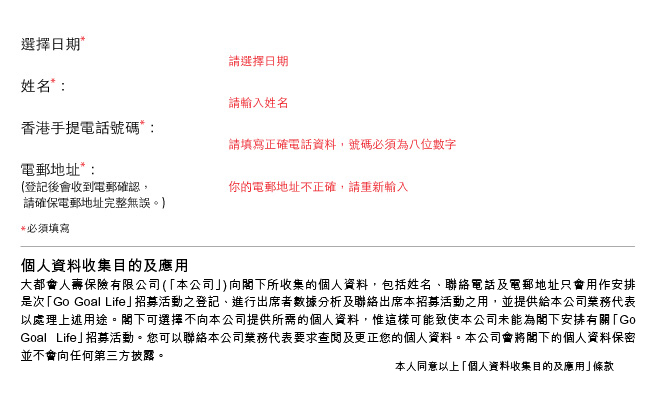 選擇日期*
請選擇日期
姓名*：
請輸入姓名
香港手提電話號碼*：
請填寫正確電話資料，號碼必須為八位數字
電郵地址*：
(登記後會收到電郵確認，
你的電郵地址不正確，請重新輸入
請確保電郵地址完整無誤。)
*必須填寫
個人資料收集目的及應用
大都會人壽保險有限公司(「本公司」)向閣下所收集的個人資料，包括姓名、聯絡電話及電郵地址只會用作安排
是次「Go Goal Life」招募活動之登記、進行出席者數據分析及聯絡出席本招募活動之用，並提供給本公司業務代表
以處理上述用途。閣下可選擇不向本公司提供所需的個人資料，惟這樣可能致使本公司未能為閣下安排有關「Go
Goal Life」招募活動。您可以聯絡本公司業務代表要求查閱及更正您的個人資料。本公司會將閣下的個人資料保密
並不會向任何第三方披露。
本人同意以上「個人資料收集目的及應用」條款